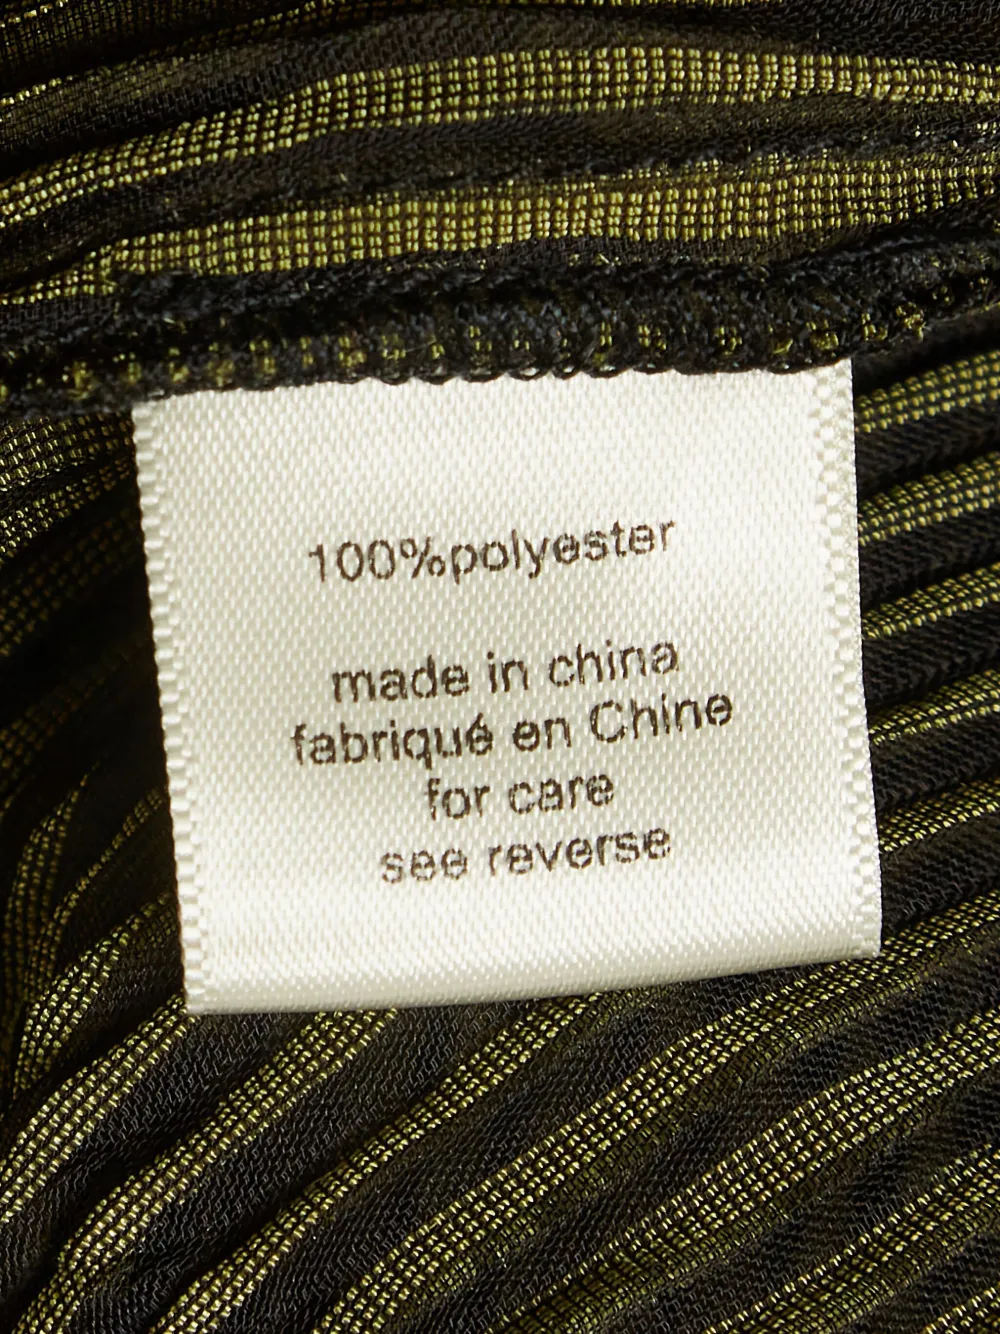 100%polyester
made in china
fabriqué en Chine
for care
see reverse